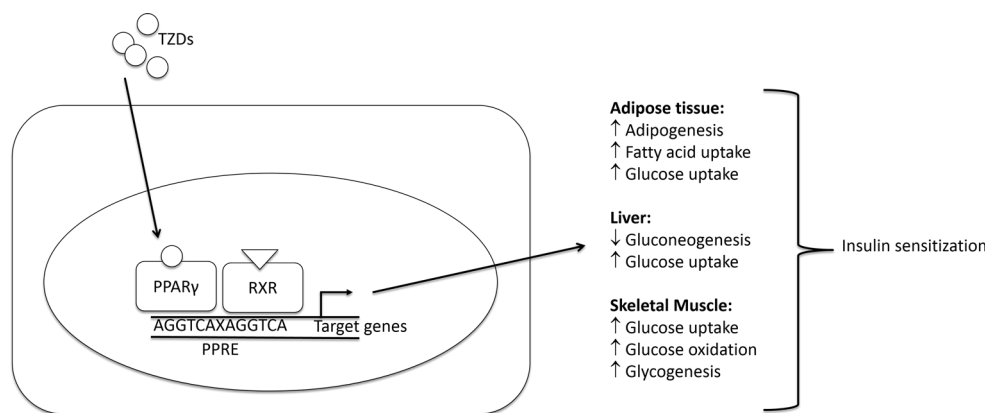 TZDs
PPARγ
RXR
AGGTCAXAGGTCA
Target genes
PPRE
Adipose tissue:
↑ Adipogenesis
↑ Fatty acid uptake
↑ Glucose uptake
Liver:
↓ Gluconeogenesis
↑ Glucose uptake
Skeletal Muscle:
↑ Glucose uptake
↑ Glucose oxidation
↑ Glycogenesis
Insulin sensitization